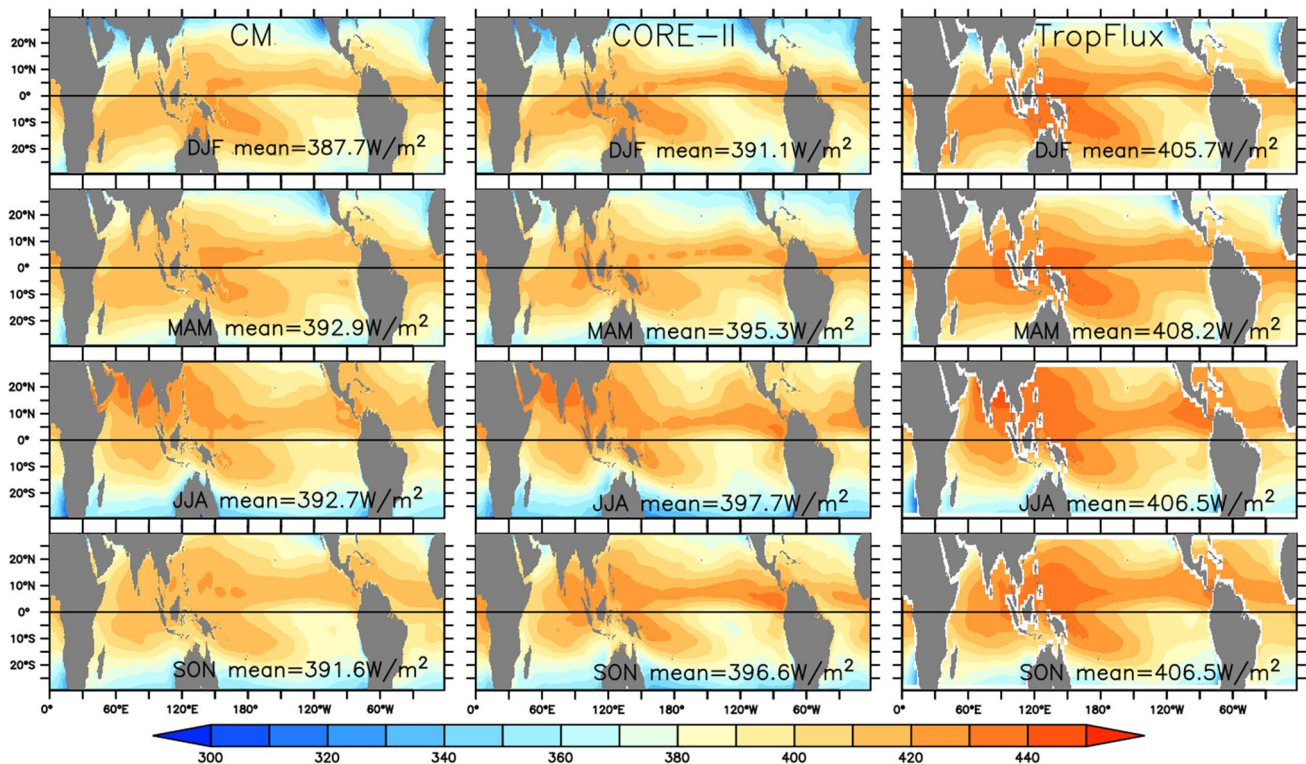 CM CORE-II TropFlux
20°N
10°N
0°
10°S
20°S
DJF mean=387.7W/m² DJF mean=391.1W/m² DJF mean=405.7W/m²
20°N
10°N
0°
10°S
20°S
MAM mean=392.9W/m² MAM mean=395.3W/m² MAM mean=408.2W/m²
20°N
10°N
0°
10°S
20°S
JJA mean=392.7W/m² JJA mean=397.7W/m² JJA mean=406.5W/m²
20°N
10°N
0°
10°S
20°S
SON mean=391.6W/m² SON mean=396.6W/m² SON mean=406.5W/m²
0° 60°E 120°E 180° 120°W 60°W 0° 60°E 120°E 180° 120°W 60°W 0° 60°E 120°E 180° 120°W 60°W
300 320 340 360 380 400 420 440